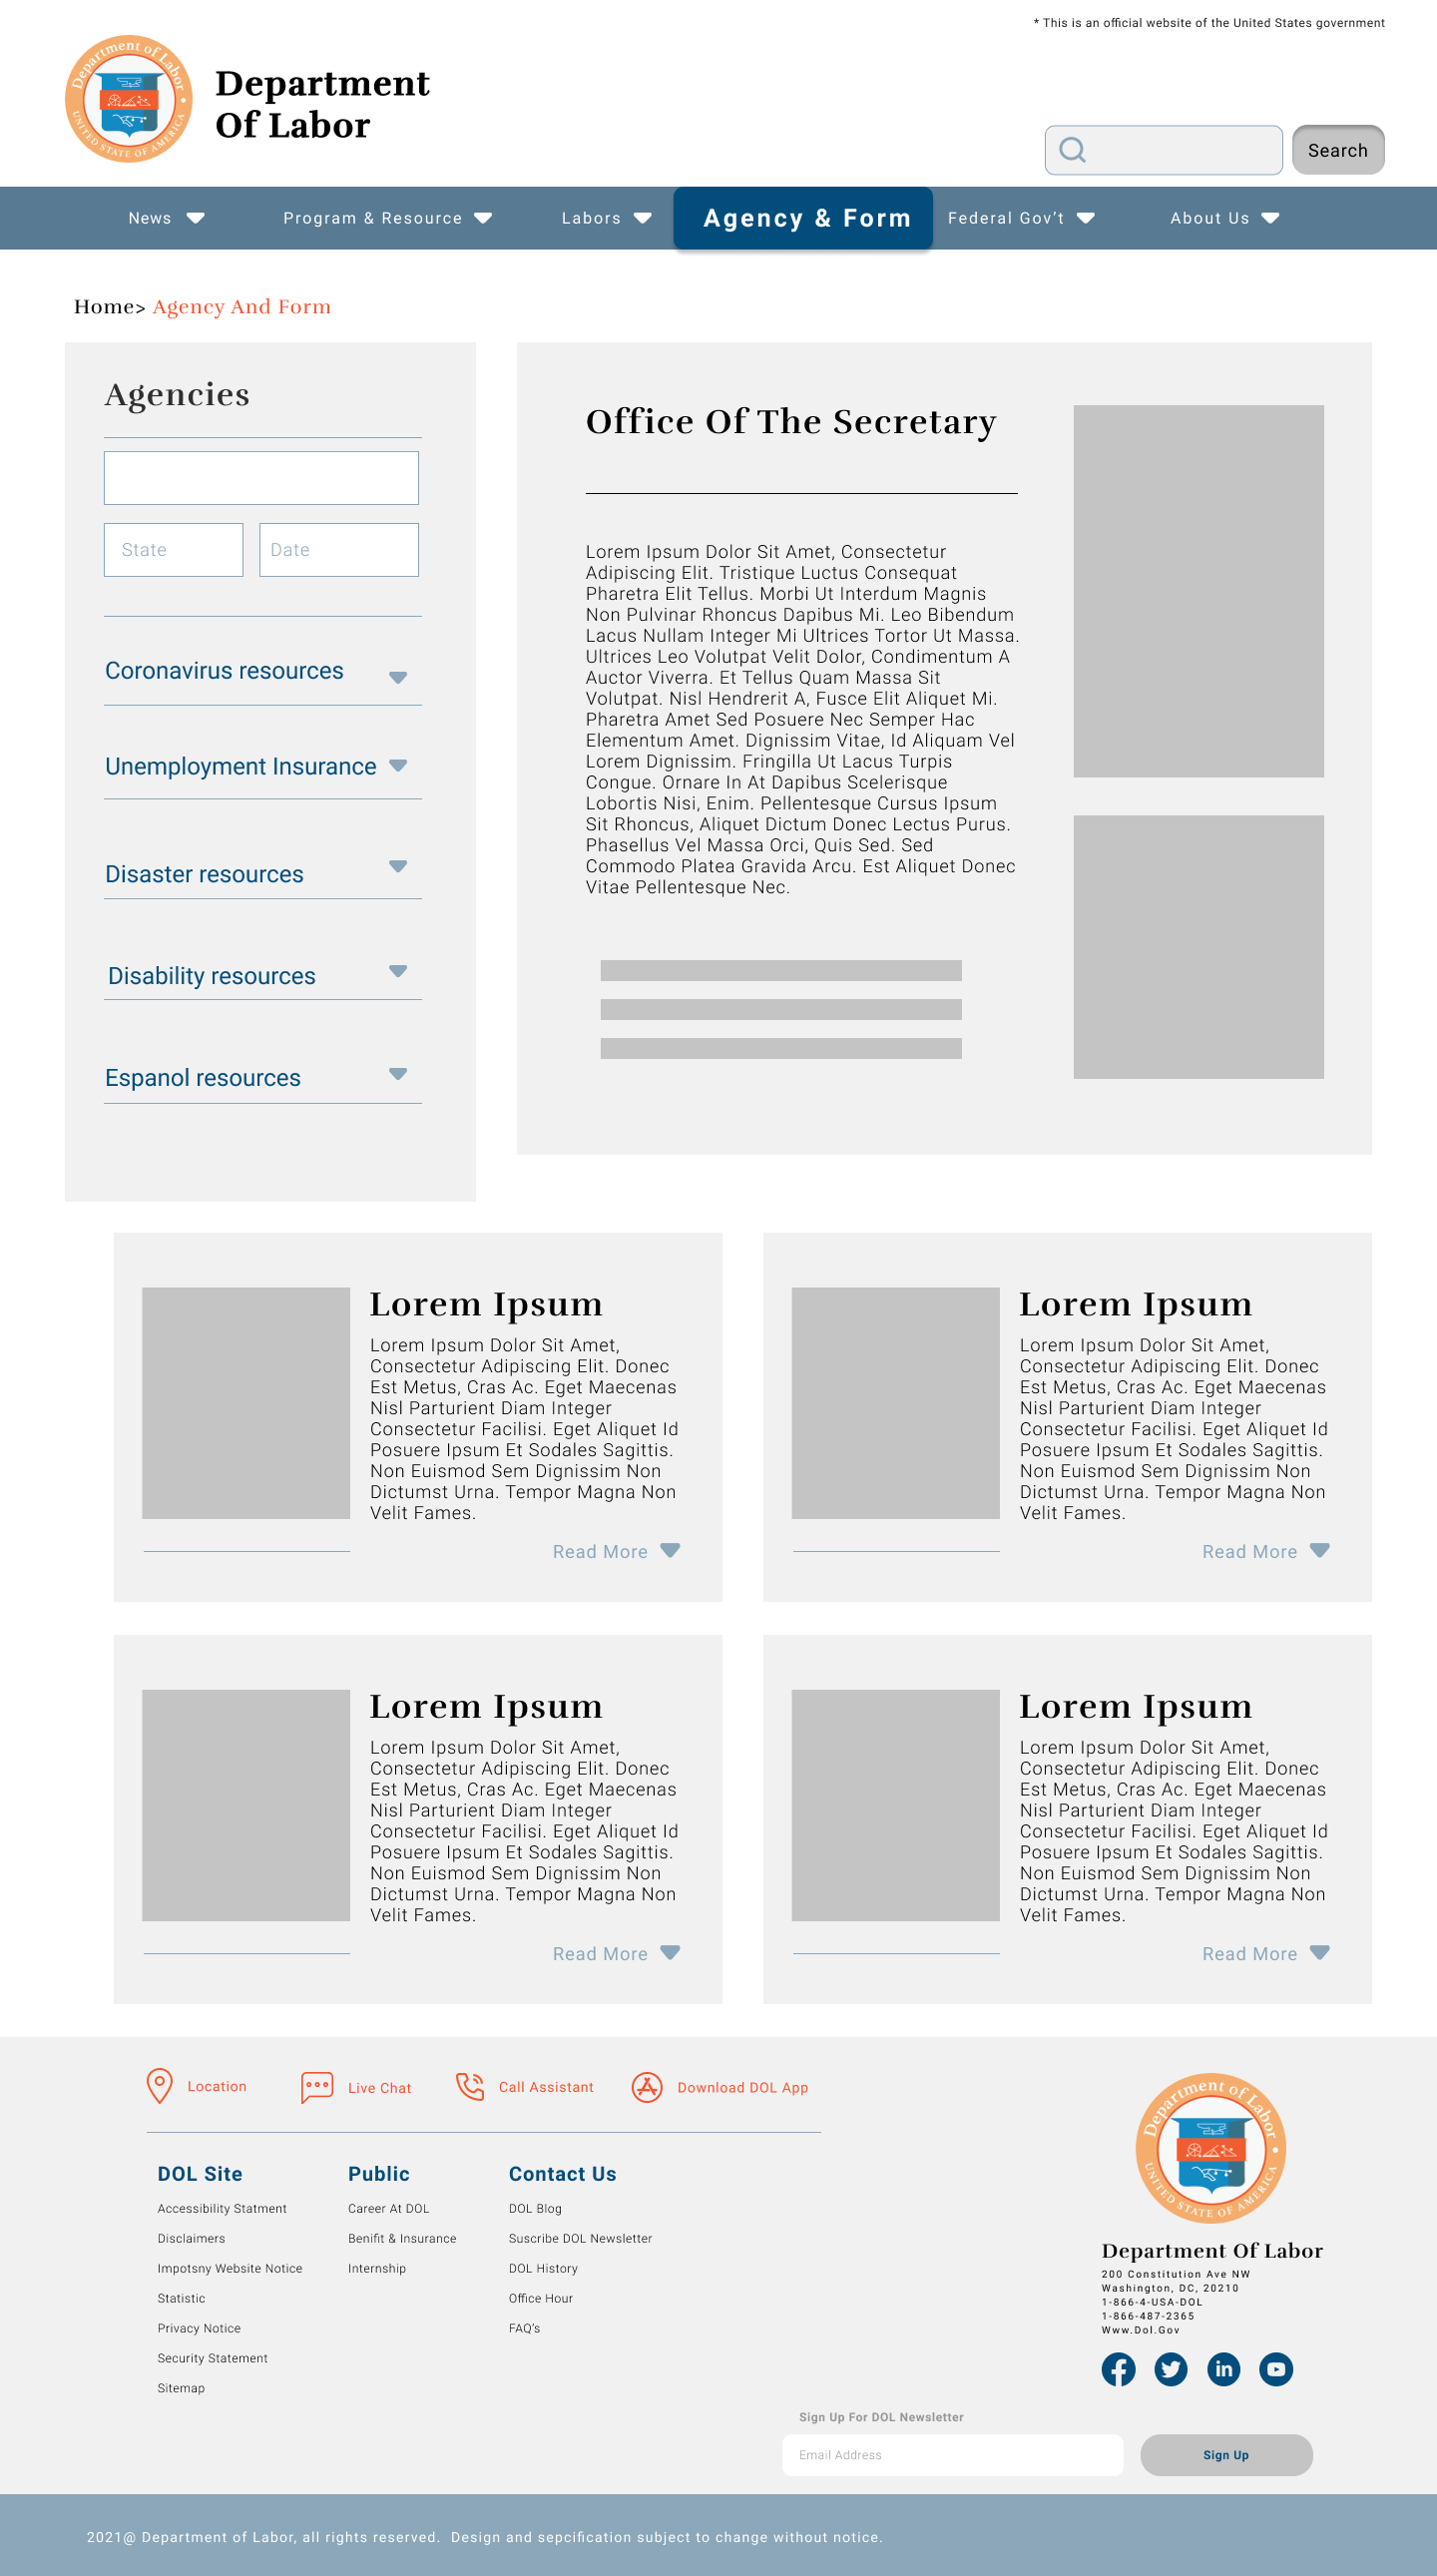 * This is an official website of the United States government
Department of Labor
UNITED STATE OF AMERICA
Department
Of Labor
Search
News
Program & Resource
Labors
Agency & Form
Federal Gov't
About Us
Home> Agency And Form
Agencies
State
Date
Coronavirus resources
Unemployment Insurance
Disaster resources
Disability resources
Espanol resources
Office Of The Secretary
Lorem Ipsum Dolor Sit Amet, Consectetur
Adipiscing Elit. Tristique Luctus Consequat
Pharetra Elit Tellus. Morbi Ut Interdum Magnis
Non Pulvinar Rhoncus Dapibus Mi. Leo Bibendum
Lacus Nullam Integer Mi Ultrices Tortor Ut Massa.
Ultrices Leo Volutpat Velit Dolor, Condimentum A
Auctor Viverra. Et Tellus Quam Massa Sit
Volutpat. Nisl Hendrerit A, Fusce Elit Aliquet Mi.
Pharetra Amet Sed Posuere Nec Semper Hac
Elementum Amet. Dignissim Vitae, Id Aliquam Vel
Lorem Dignissim. Fringilla Ut Lacus Turpis
Congue. Ornare In At Dapibus Scelerisque
Lobortis Nisi, Enim. Pellentesque Cursus Ipsum
Sit Rhoncus, Aliquet Dictum Donec Lectus Purus.
Phasellus Vel Massa Orci, Quis Sed. Sed
Commodo Platea Gravida Arcu. Est Aliquet Donec
Vitae Pellentesque Nec.
Lorem Ipsum
Lorem Ipsum Dolor Sit Amet,
Consectetur Adipiscing Elit. Donec
Est Metus, Cras Ac. Eget Maecenas
Nisl Parturient Diam Integer
Consectetur Facilisi. Eget Aliquet Id
Posuere Ipsum Et Sodales Sagittis.
Non Euismod Sem Dignissim Non
Dictumst Urna. Tempor Magna Non
Velit Fames.
Read More
Lorem Ipsum
Lorem Ipsum Dolor Sit Amet,
Consectetur Adipiscing Elit. Donec
Est Metus, Cras Ac. Eget Maecenas
Nisl Parturient Diam Integer
Consectetur Facilisi. Eget Aliquet Id
Posuere Ipsum Et Sodales Sagittis.
Non Euismod Sem Dignissim Non
Dictumst Urna. Tempor Magna Non
Velit Fames.
Read More
Lorem Ipsum
Lorem Ipsum Dolor Sit Amet,
Consectetur Adipiscing Elit. Donec
Est Metus, Cras Ac. Eget Maecenas
Nisl Parturient Diam Integer
Consectetur Facilisi. Eget Aliquet Id
Posuere Ipsum Et Sodales Sagittis.
Non Euismod Sem Dignissim Non
Dictumst Urna. Tempor Magna Non
Velit Fames.
Read More
Lorem Ipsum
Lorem Ipsum Dolor Sit Amet,
Consectetur Adipiscing Elit. Donec
Est Metus, Cras Ac. Eget Maecenas
Nisl Parturient Diam Integer
Consectetur Facilisi. Eget Aliquet Id
Posuere Ipsum Et Sodales Sagittis.
Non Euismod Sem Dignissim Non
Dictumst Urna. Tempor Magna Non
Velit Fames.
Read More
Location
Live Chat
Call Assistant
Download DOL App
DOL Site
Accessibility Statment
Disclaimers
Impotsny Website Notice
Statistic
Privacy Notice
Security Statement
Sitemap
Public
Career At DOL
Benifit & Insurance
Internship
Contact Us
DOL Blog
Suscribe DOL Newsletter
DOL History
Office Hour
FAQ's
Department of Labor
UNITED STATE OF AMERICA
Department Of Labor
200 Constitution Ave NW
Washington, DC, 20210
1-866-4-USA-DOL
1-866-487-2365
Www.Dol.Gov
in
Sign Up For DOL Newsletter
Email Address
Sign Up
2021@ Department of Labor, all rights reserved.  Design and sepcification subject to change without notice.